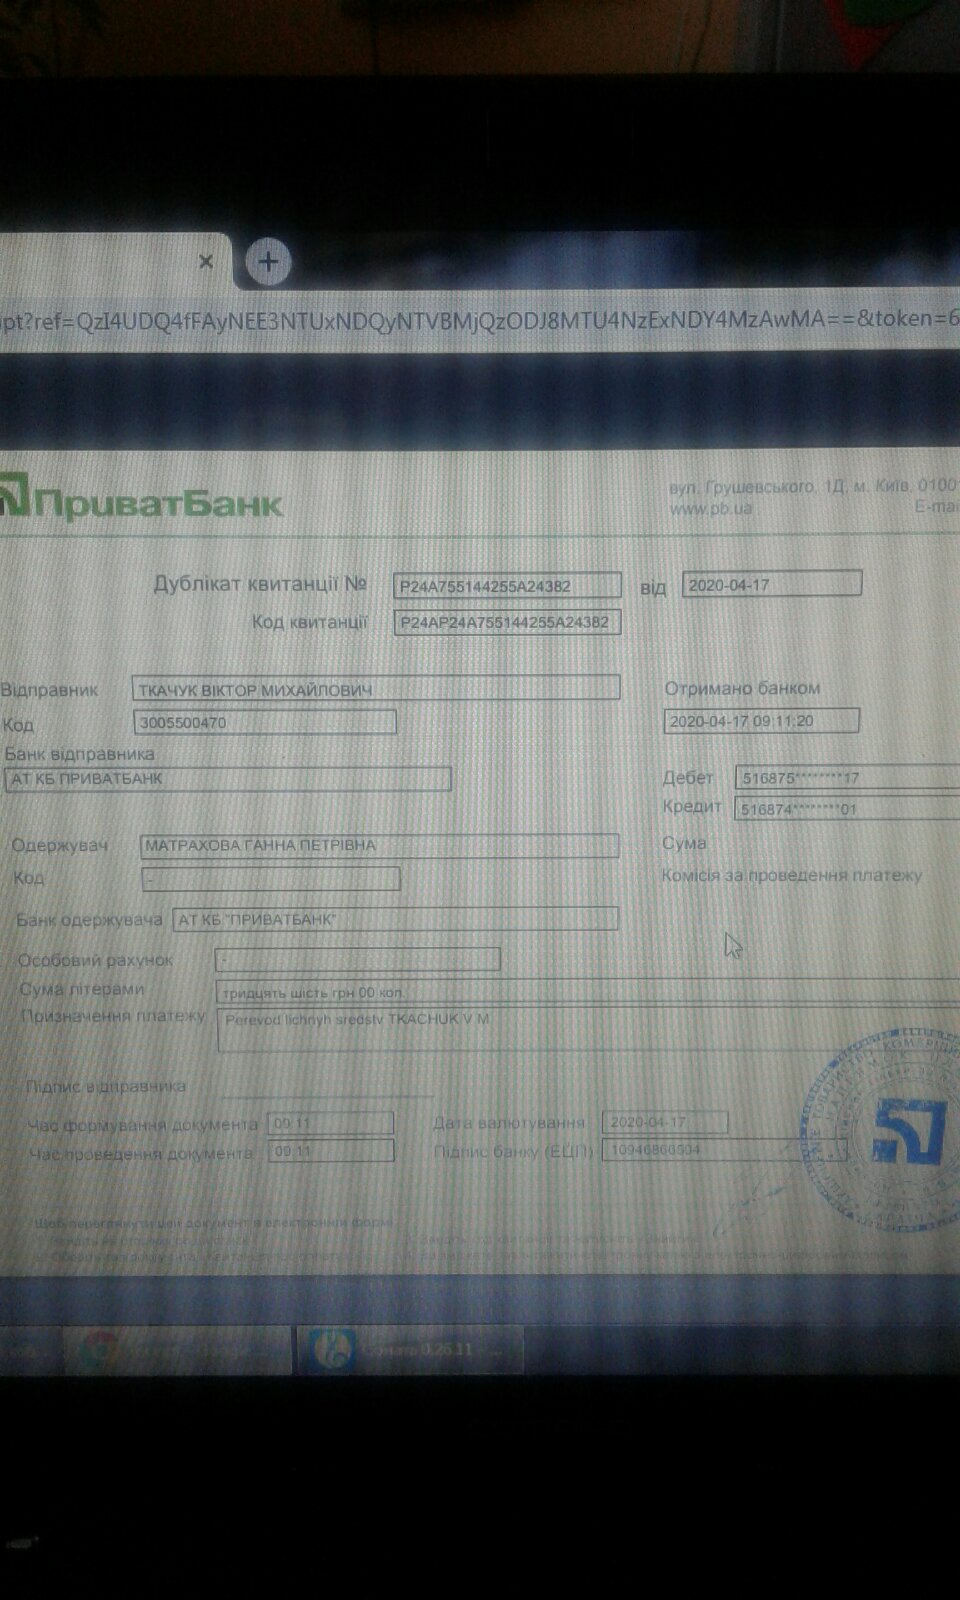 pt?ref=QzI4UDQ4fFAyNEE3NTUxNDQyNTVBMjQzODJ8MTU4NzExNDY4MzAwMA==&token=6
ПриватБанк
вул. Грушевського, 1Д, м. Київ, 0100
www.pb.ua E-mai
Дублікат квитанції № P24A755144255A24382 від 2020-04-17
Код квитанції P24AP24A755144255A24382
Відправник ТКАЧУК ВІКТОР МИХАЙЛОВИЧ Отримано банком
Код 3005500470 2020-04-17 09:11:20
Банк відправника
АТ КБ ПРИВАТБАНК Дебет 516875********17
Кредит 516874********01
Одержувач МАТРАХОВА ГАННА ПЕТРІВНА Сума
Код - Комісія за проведення платежу
Банк одержувача АТ КБ "ПРИВАТБАНК"
Особовий рахунок -
Сума літерами тридцять шість грн 00 коп.
Призначення платежу Perevod lichnyh sredstv TKACHUK V M
Підпис відправника
Час формування документа 09:11 Дата валютування 2020-04-17
Час проведення документа 09:11 Підпис банку (ЕЦП) 10946866504
Щоб переглянути цей документ в електронній формі
0.26.11